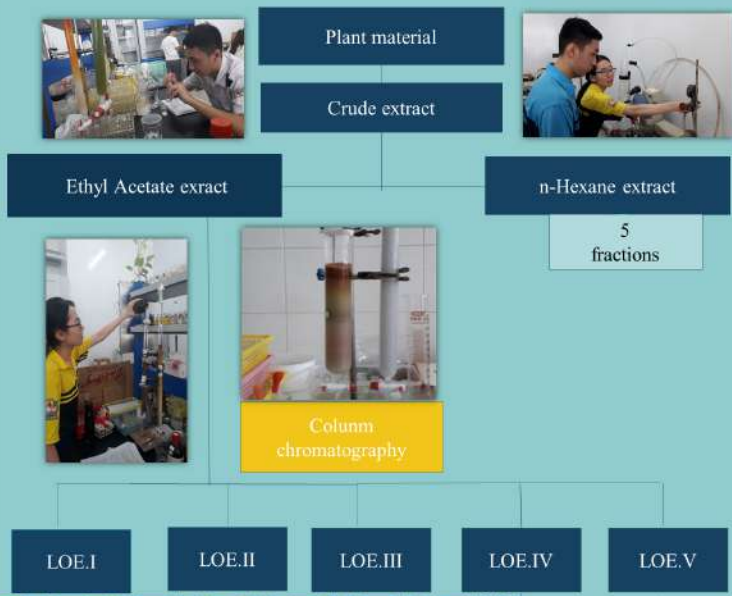 Plant material
Crude extract
Ethyl Acetate exract
n-Hexane extract
5
fractions
Colunm
chromatography
LOE.I
LOE.II
LOE.III
LOE.IV
LOE.V